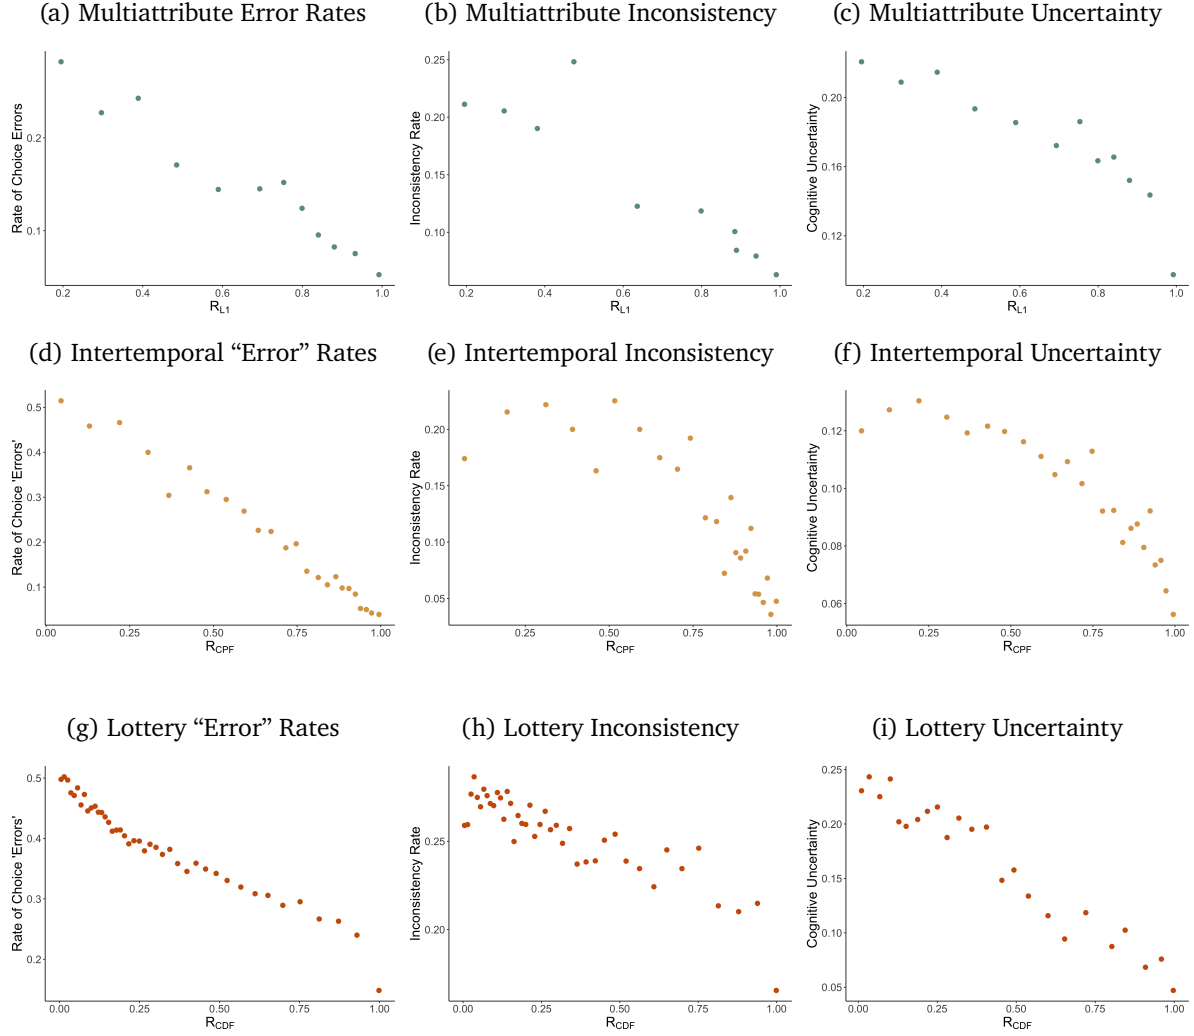 (a) Multiattribute Error Rates
(b) Multiattribute Inconsistency
(c) Multiattribute Uncertainty
Rate of Choice Errors
0.2
0.1
0.2 0.4 0.6 0.8 1.0
R_L1
Inconsistency Rate
0.25
0.20
0.15
0.10
0.2 0.4 0.6 0.8 1.0
R_L1
Cognitive Uncertainty
0.20
0.16
0.12
0.2 0.4 0.6 0.8 1.0
R_L1
(d) Intertemporal “Error” Rates
(e) Intertemporal Inconsistency
(f) Intertemporal Uncertainty
Rate of Choice 'Errors'
0.5
0.4
0.3
0.2
0.1
0.00 0.25 0.50 0.75 1.00
R_CPF
Inconsistency Rate
0.20
0.15
0.10
0.05
0.25 0.50 0.75 1.00
R_CPF
Cognitive Uncertainty
0.12
0.10
0.08
0.06
0.00 0.25 0.50 0.75 1.00
R_CPF
(g) Lottery “Error” Rates
(h) Lottery Inconsistency
(i) Lottery Uncertainty
Rate of Choice 'Errors'
0.5
0.4
0.3
0.2
0.00 0.25 0.50 0.75 1.00
R_CDF
Inconsistency Rate
0.25
0.20
0.00 0.25 0.50 0.75 1.00
R_CDF
Cognitive Uncertainty
0.25
0.20
0.15
0.10
0.05
0.00 0.25 0.50 0.75 1.00
R_CDF